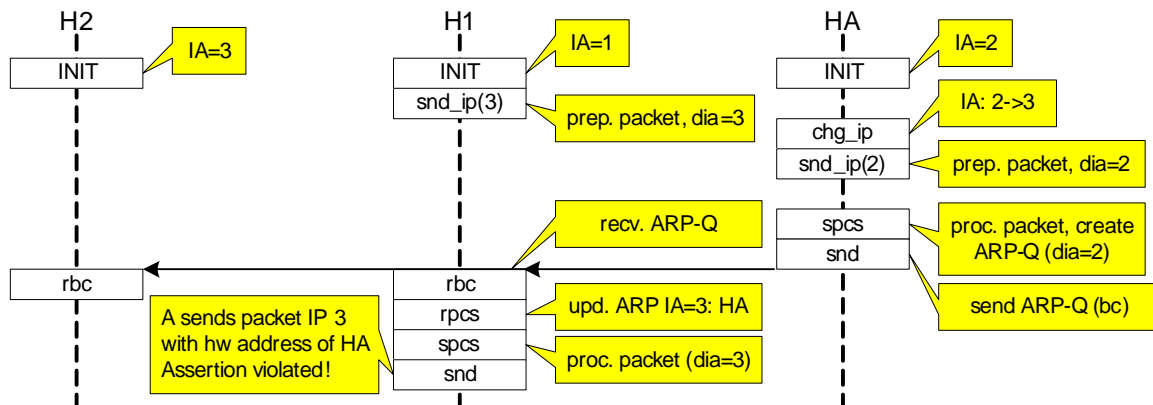 H2
H1
HA
IA=3
IA=1
IA=2
INIT
INIT
INIT
snd_ip(3)
prep. packet, dia=3
IA: 2->3
chg_ip
snd_ip(2)
prep. packet, dia=2
recv. ARP-Q
spcs
snd
proc. packet, create
ARP-Q (dia=2)
rbc
rbc
rpcs
spcs
snd
upd. ARP IA=3: HA
send ARP-Q (bc)
A sends packet IP 3
with hw address of HA
Assertion violated!
proc. packet (dia=3)